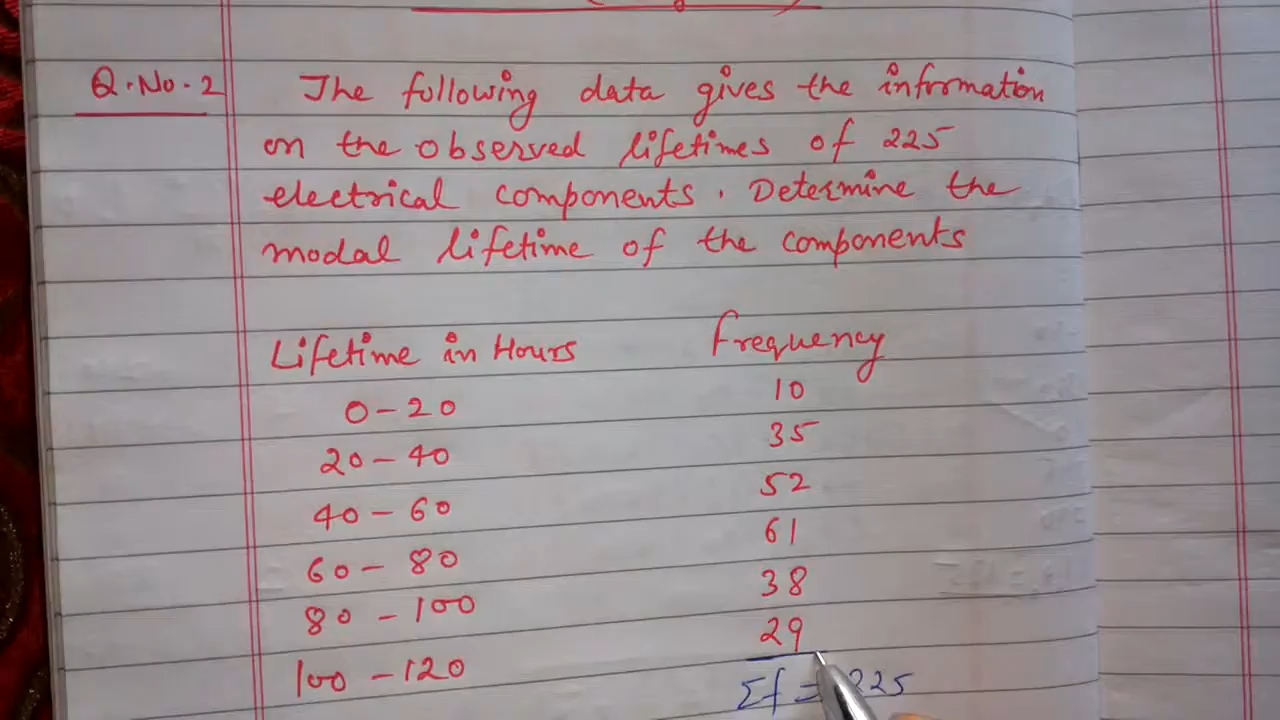 Q.No.2 The following data gives the information
on the observed lifetimes of 225
electrical components. Determine the
modal lifetime of the components
Lifetime in Hours frequency
0-20 10
20-40 35
40-60 52
60-80 61
80-100 38
100-120 29
Σf = 225